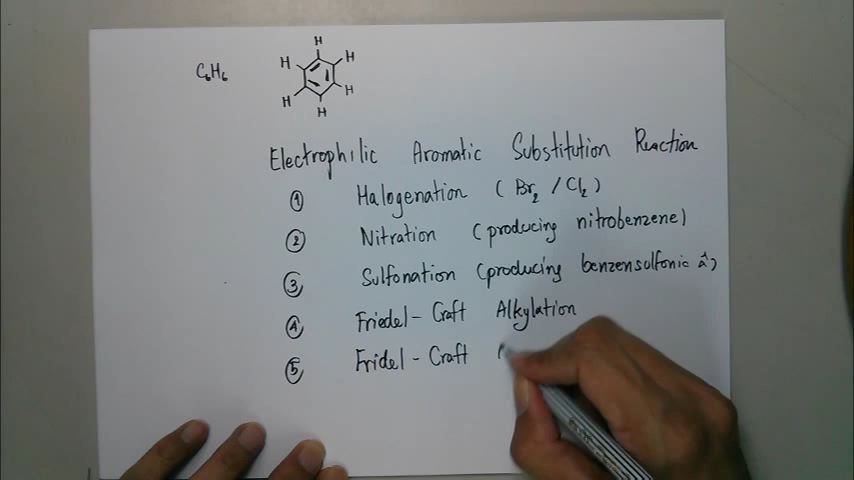 C₆H₆
H
H H
H H
H
Electrophilic Aromatic Substitution Reaction
① Halogenation (Br₂ / Cl₂)
② Nitration (producing nitrobenzene)
③ Sulfonation (producing benzensulfonic a)
④ Friedel-Craft Alkylation
⑤ Fridel-Craft